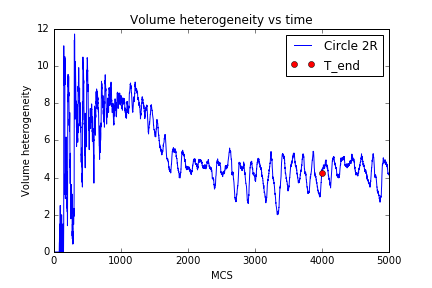 Volume heterogeneity vs time
Volume heterogeneity
12
10
8
6
4
2
0
Circle 2R
T_end
0 1000 2000 3000 4000 5000
MCS